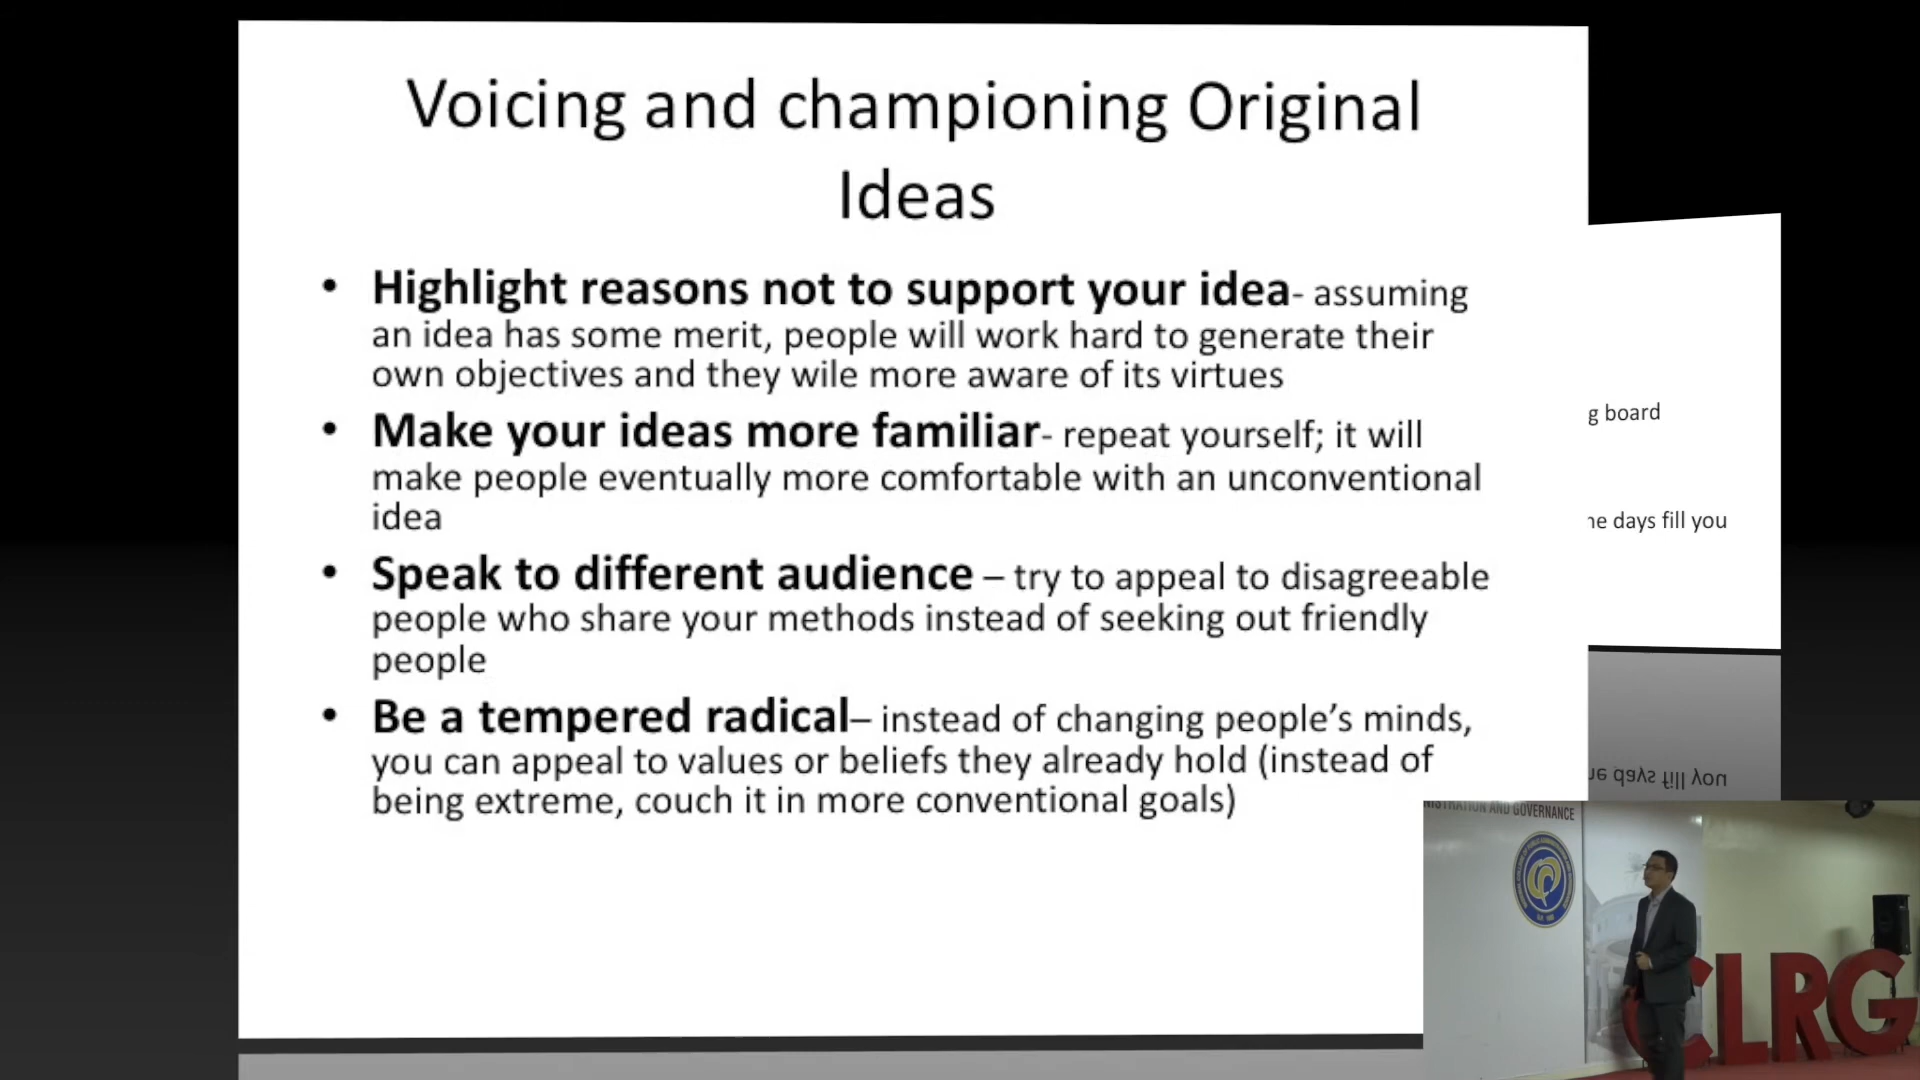 Voicing and championing Original
Ideas
• Highlight reasons not to support your idea- assuming
an idea has some merit, people will work hard to generate their
own objectives and they wile more aware of its virtues
• Make your ideas more familiar- repeat yourself; it will
make people eventually more comfortable with an unconventional
idea
• Speak to different audience – try to appeal to disagreeable
people who share your methods instead of seeking out friendly
people
• Be a tempered radical– instead of changing people's minds,
you can appeal to values or beliefs they already hold (instead of
being extreme, couch it in more conventional goals)
g board
he days fill you
AND GOVERNANCE
CLRG